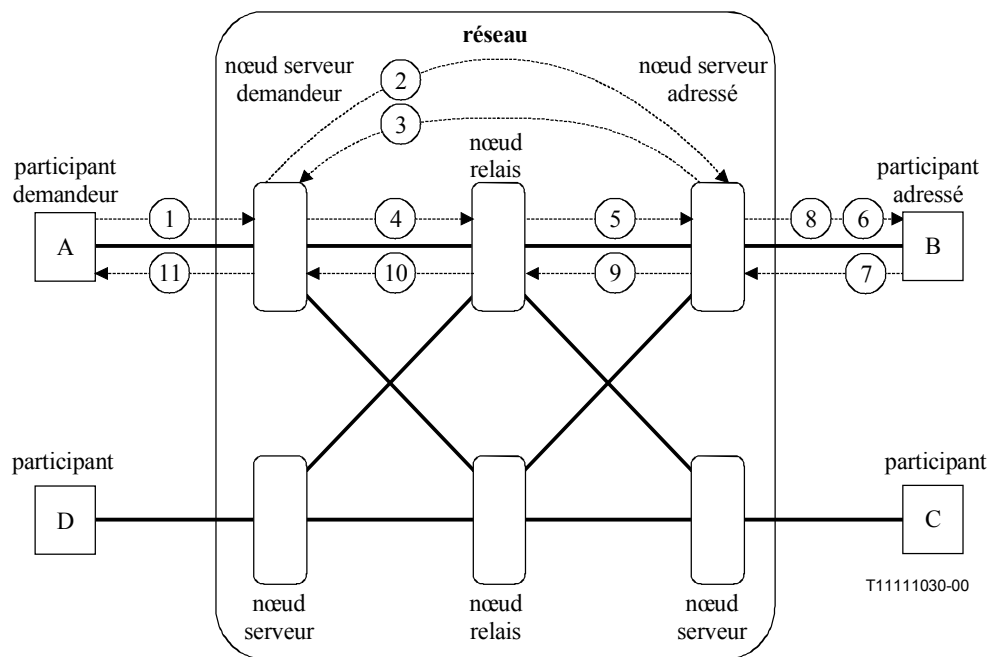 réseau
nœud serveur
demandeur
nœud serveur
adressé
2
3
nœud
relais
participant
demandeur
participant
adressé
1
4
5
8
6
A
B
11
10
9
7
participant
participant
D
C
T11111030-00
nœud
serveur
nœud
relais
nœud
serveur